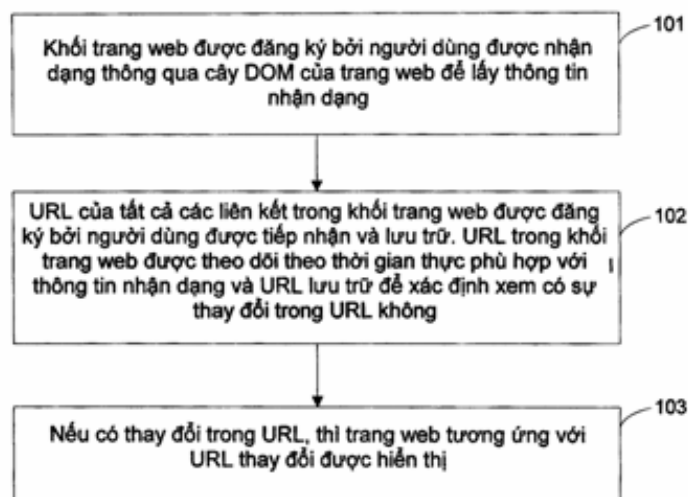 101
Khối trang web được đăng ký bởi người dùng được nhận
dạng thông qua cây DOM của trang web để lấy thông tin
nhận dạng
102
URL của tất cả các liên kết trong khối trang web được đăng
ký bởi người dùng được tiếp nhận và lưu trữ. URL trong khối
trang web được theo dõi theo thời gian thực phù hợp với
thông tin nhận dạng và URL lưu trữ để xác định xem có sự
thay đổi trong URL không
103
Nếu có thay đổi trong URL, thì trang web tương ứng với
URL thay đổi được hiển thị